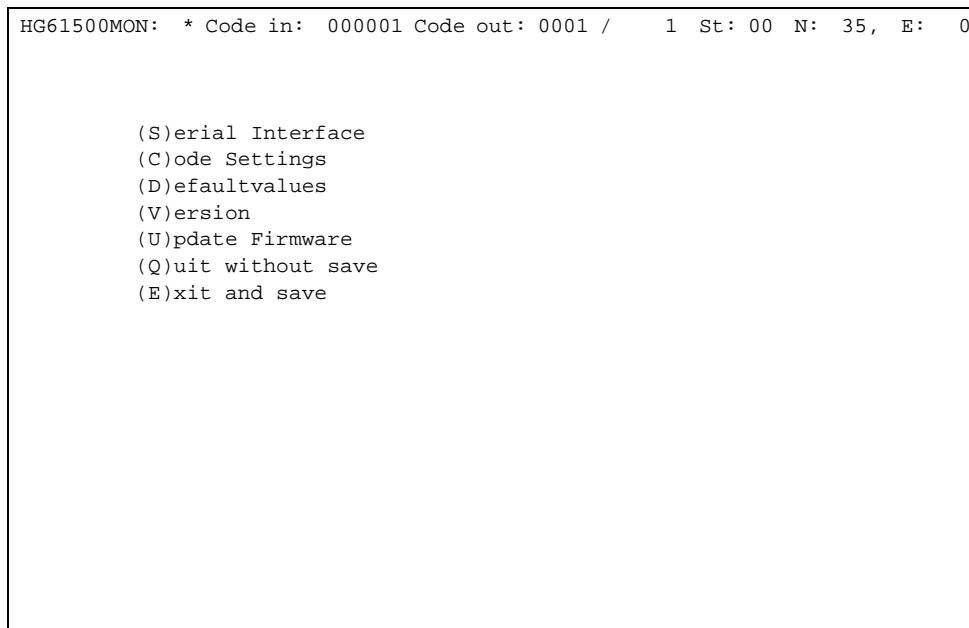 HG61500MON:  * Code in:  000001 Code out: 0001 /    1  St: 00  N:  35,  E:   0
(S)erial Interface
(C)ode Settings
(D)efaultvalues
(V)ersion
(U)pdate Firmware
(Q)uit without save
(E)xit and save